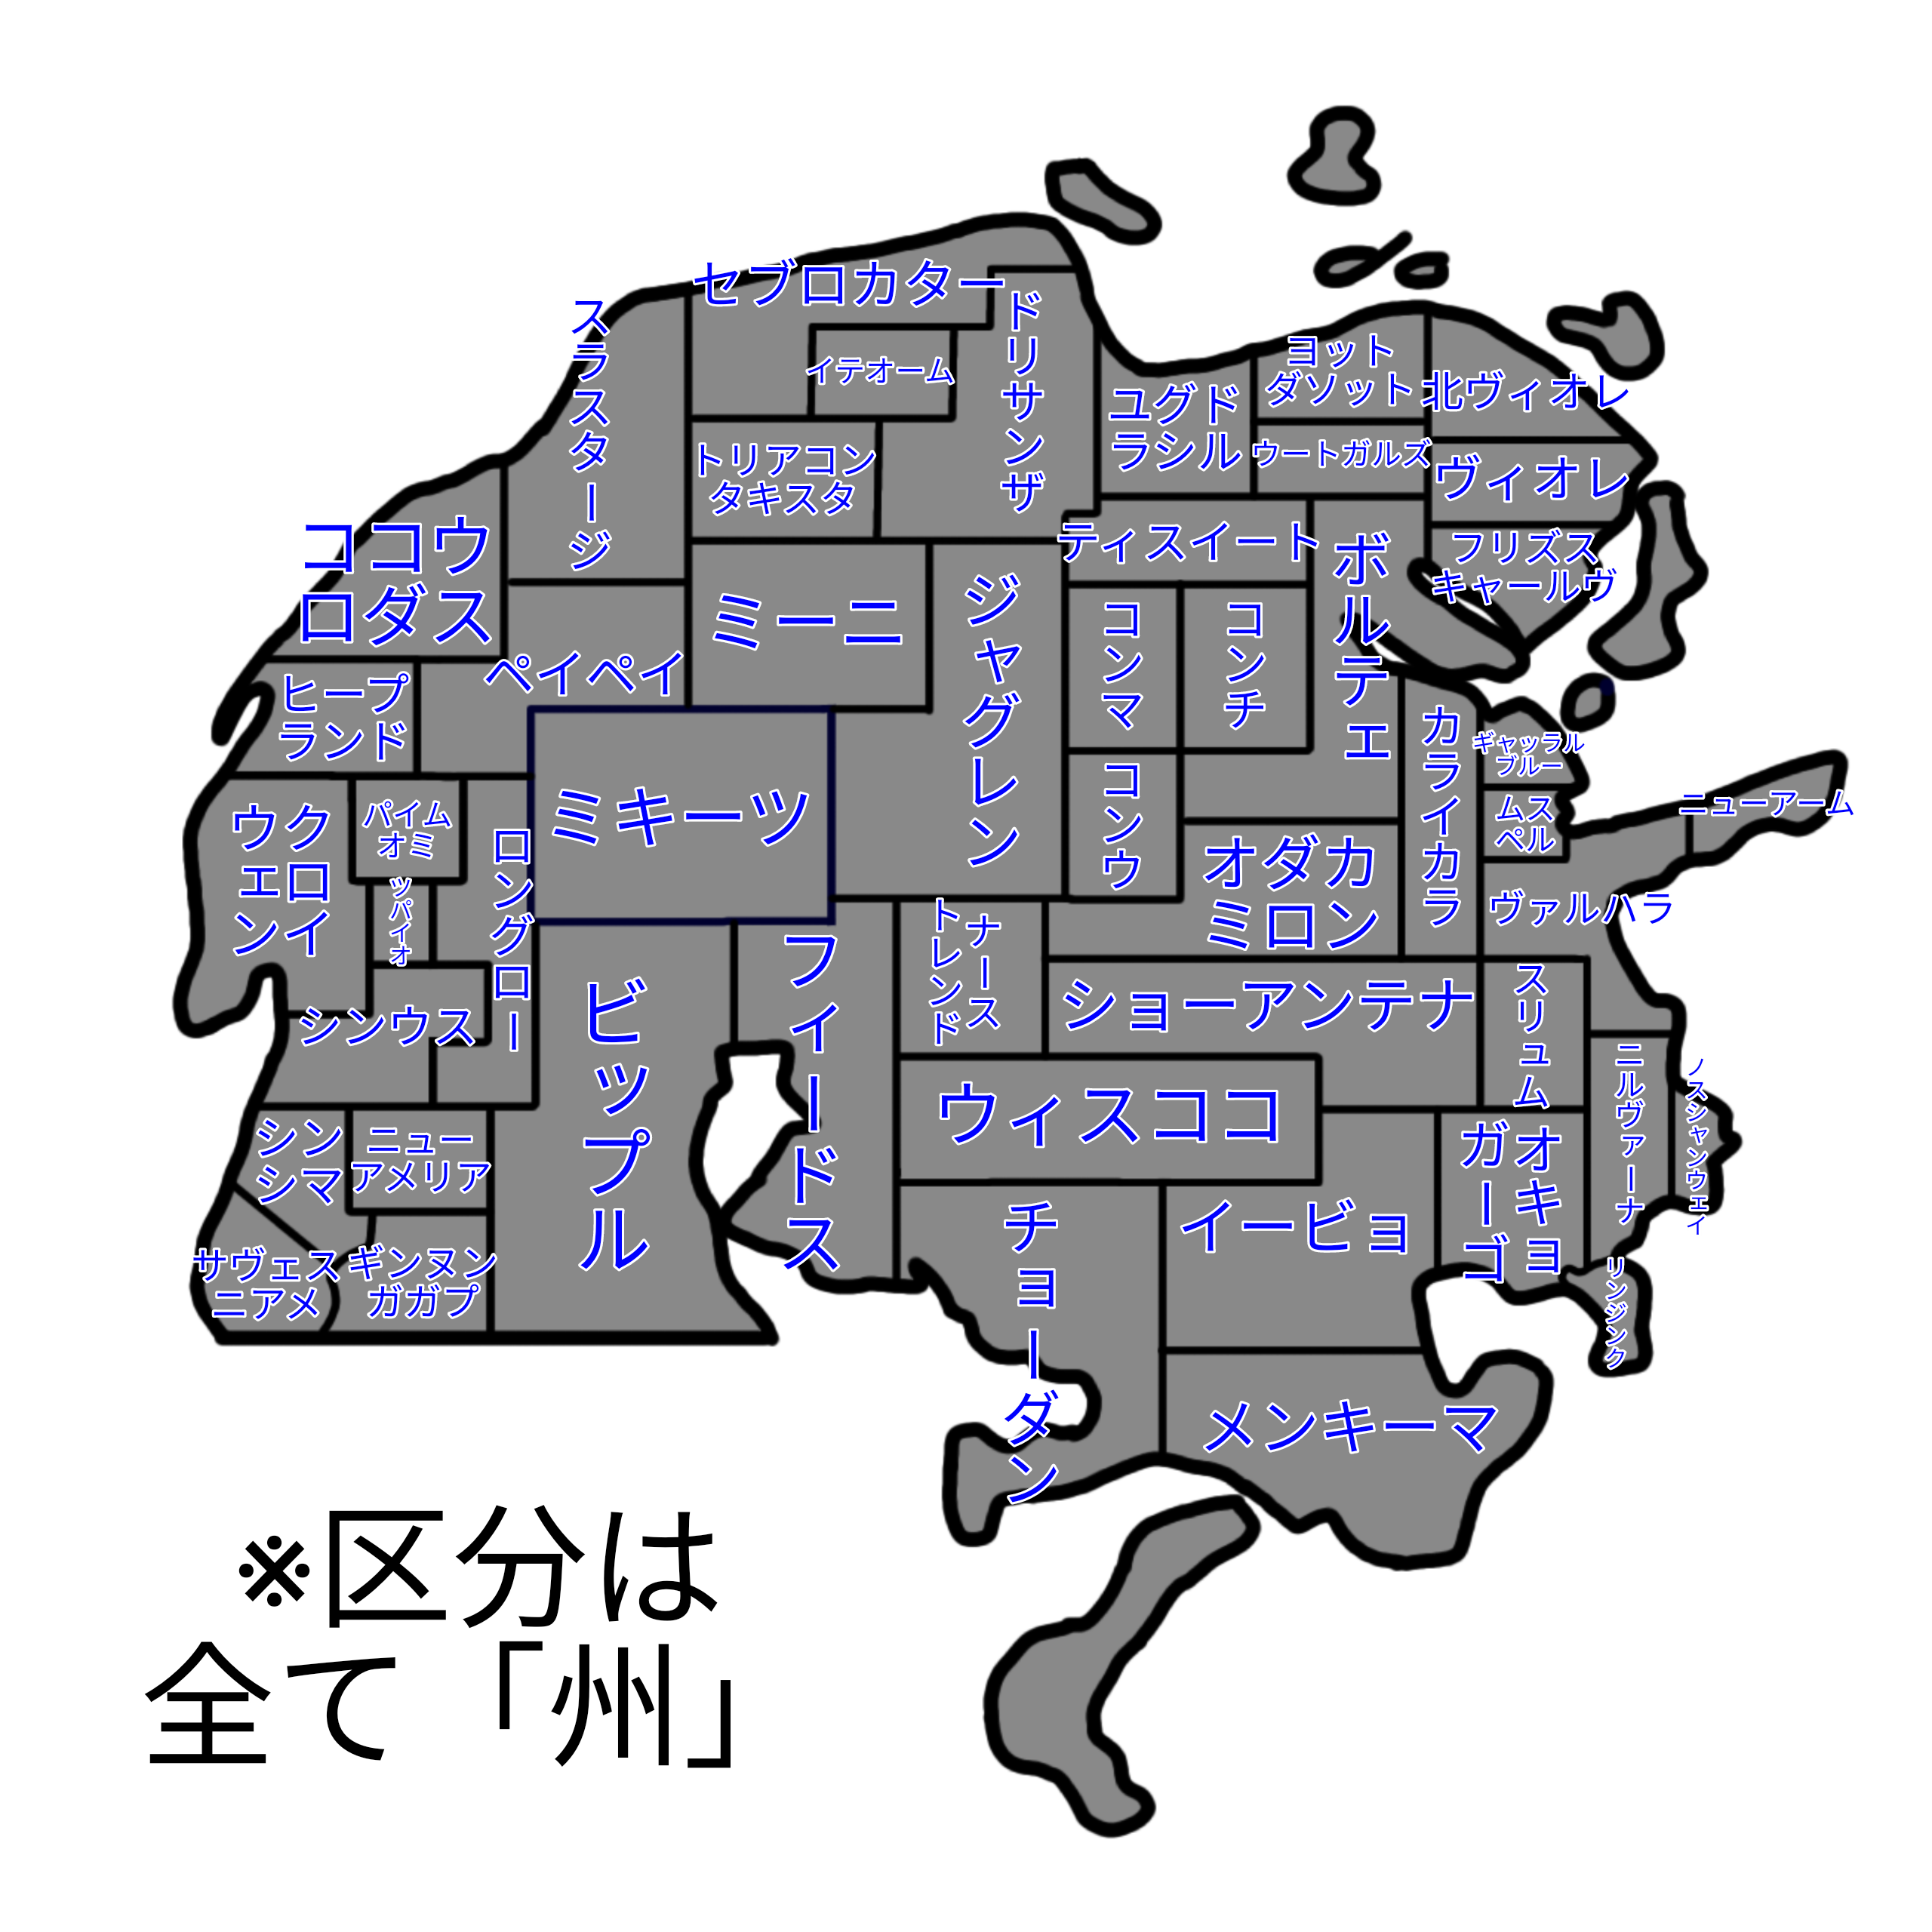 セブロカター
スラスタージ
ドリサンザ
イテオーム
ヨット
ダソット
北ヴィオレ
ユグド
ラシル
ウートガルズ
トリアコン
タキスタ
ヴィオレ
ココウ
ロダス
ティスイート
ボルテェ
フリズス
キャールヴ
ミーニ
ジャグレン
コンマ
コンチ
ペイペイ
ヒープ
ランド
カライカラ
ギャッラル
ブルー
ミキーツ
コンウ
ムス
ペル
ニューアーム
ウェン
クロイ
パイム
オミ
ツパイオ
ロングロー
オダカ
ミロン
ヴァルハラ
トレンド
ナース
フィードス
ビップル
ショーアンテナ
スリュム
シンウス
ニルヴァーナ
ノスシャンウェイ
ウィスココ
シン
シマ
ニュー
アメリア
ガーゴ
オキョ
チョーダン
イービョ
サヴェス
ニアメ
ギンメン
ガガプ
リンジンク
メンキーマ
※区分は
全て「州」